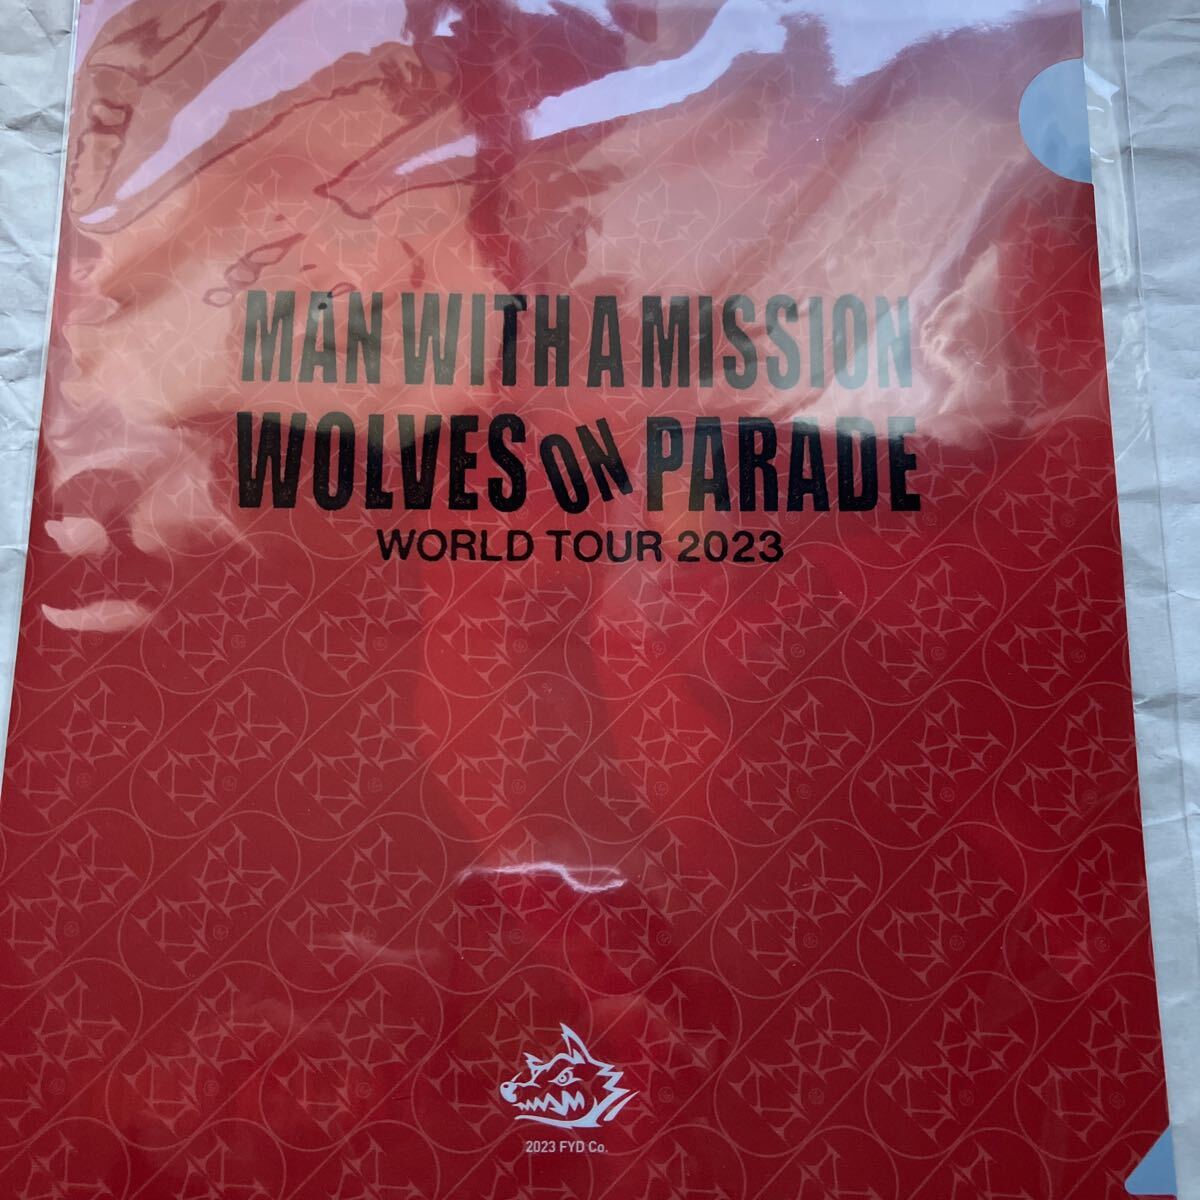 MAN WITH A MISSION
WOLVES ON PARADE
WORLD TOUR 2023
2023 FYD Co.